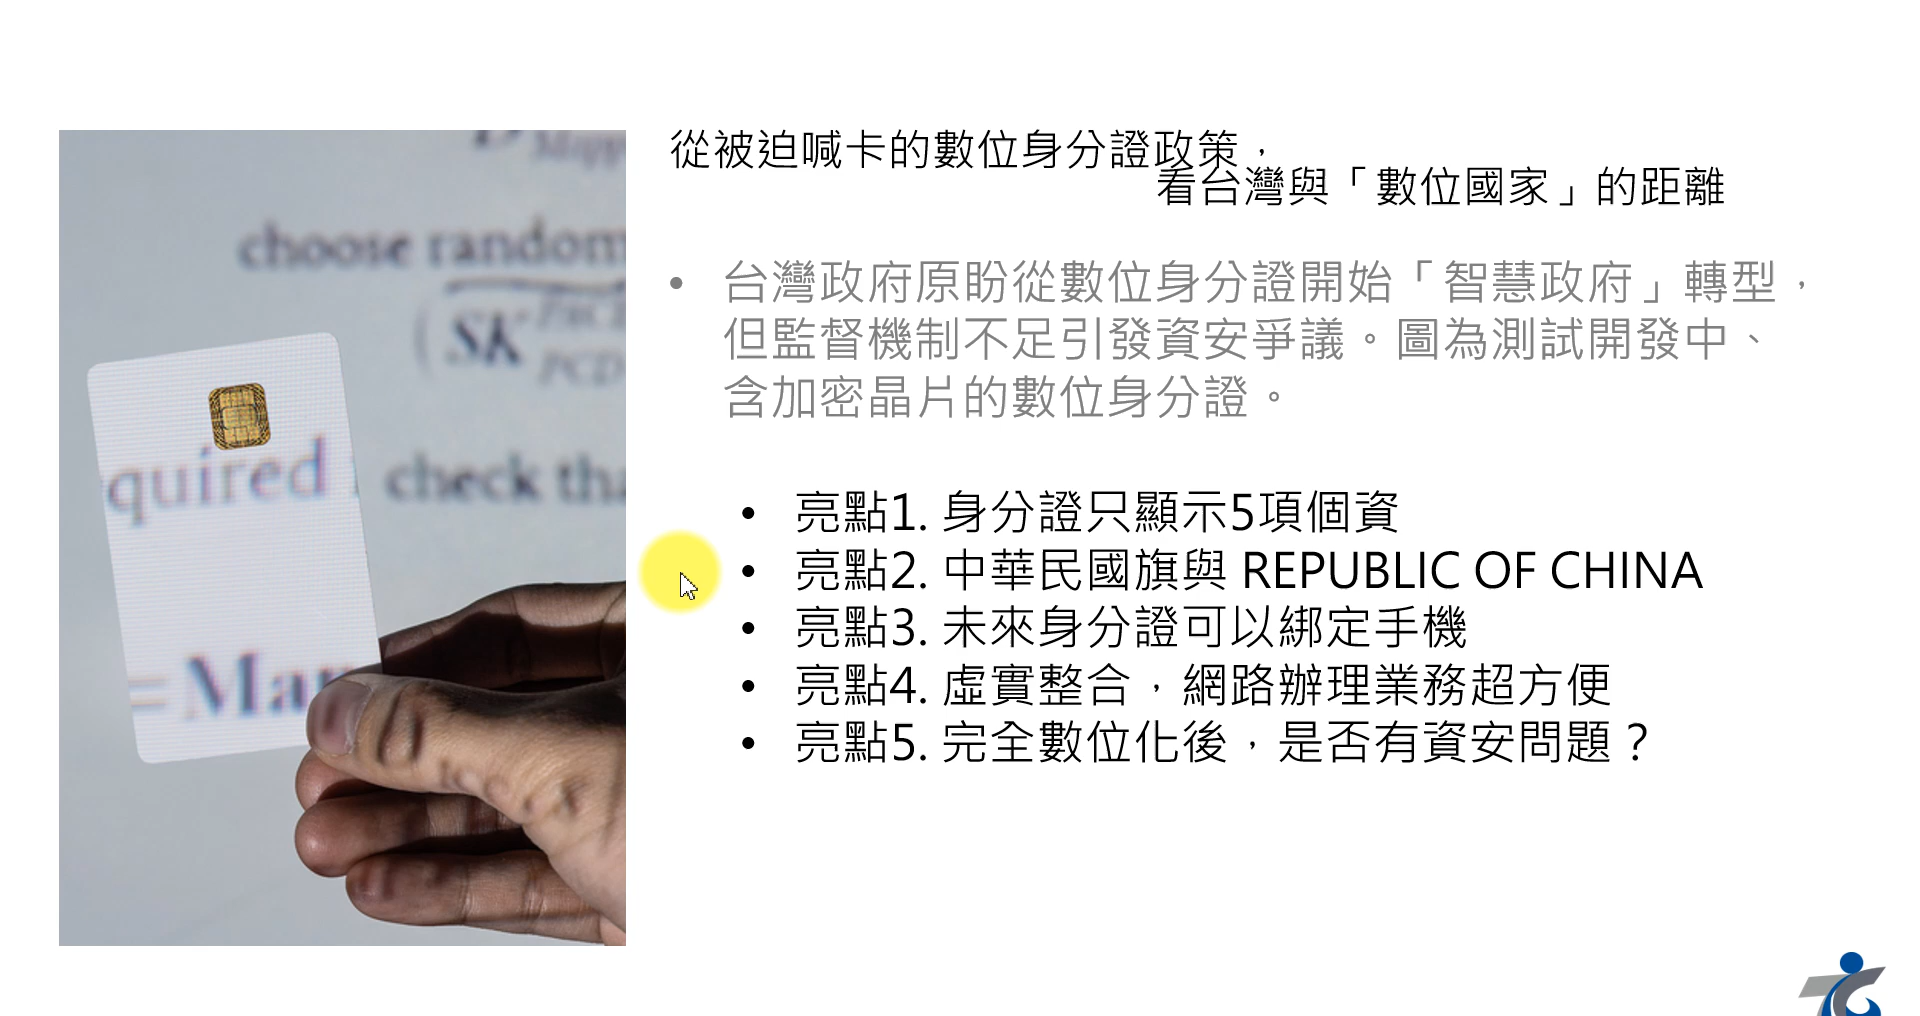 從被迫喊卡的數位身分證政策，
看台灣與「數位國家」的距離
• 台灣政府原盼從數位身分證開始「智慧政府」轉型，
但監督機制不足引發資安爭議。圖為測試開發中、
含加密晶片的數位身分證。
• 亮點1. 身分證只顯示5項個資
• 亮點2. 中華民國旗與 REPUBLIC OF CHINA
• 亮點3. 未來身分證可以綁定手機
• 亮點4. 虛實整合，網路辦理業務超方便
• 亮點5. 完全數位化後，是否有資安問題？
choose random
( SK
PCD
quired check tha
= Map